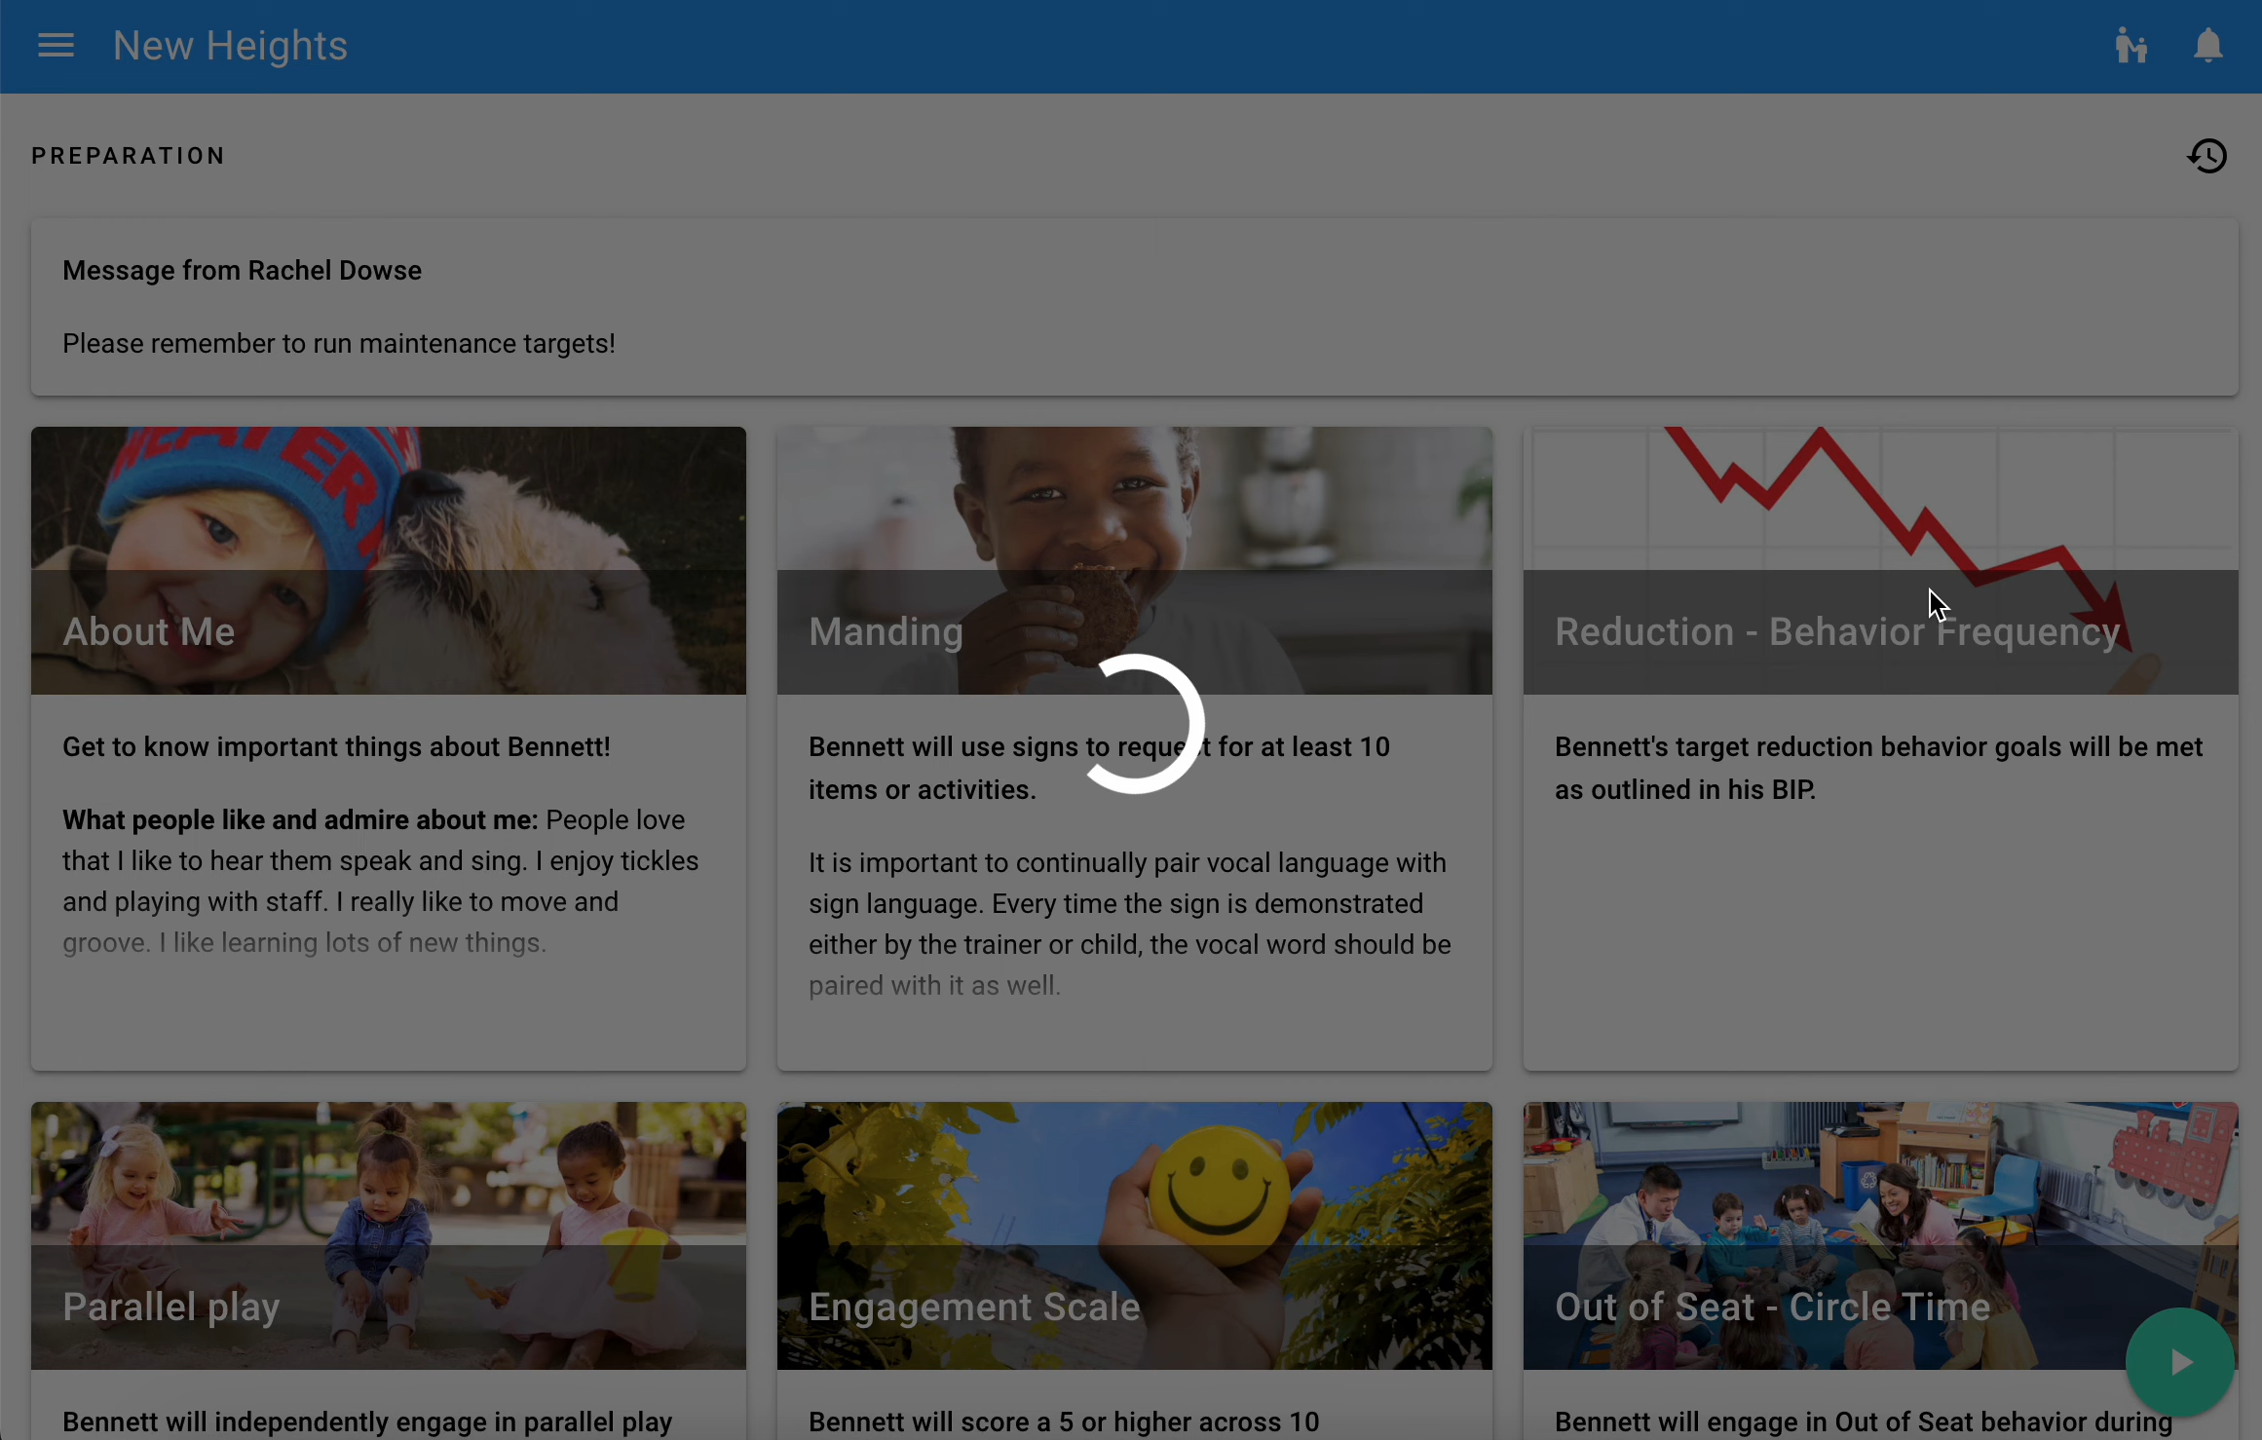 New Heights
PREPARATION
Message from Rachel Dowse
Please remember to run maintenance targets!
EATER
About Me
Get to know important things about Bennett!
What people like and admire about me: People love
that I like to hear them speak and sing. I enjoy tickles
and playing with staff. I really like to move and
groove. I like learning lots of new things.
Manding
Bennett will use signs to request for at least 10
items or activities.
It is important to continually pair vocal language with
sign language. Every time the sign is demonstrated
either by the trainer or child, the vocal word should be
paired with it as well.
Reduction - Behavior Frequency
Bennett's target reduction behavior goals will be met
as outlined in his BIP.
Parallel play
Bennett will independently engage in parallel play
Engagement Scale
Bennett will score a 5 or higher across 10
Out of Seat - Circle Time
Bennett will engage in Out of Seat behavior during